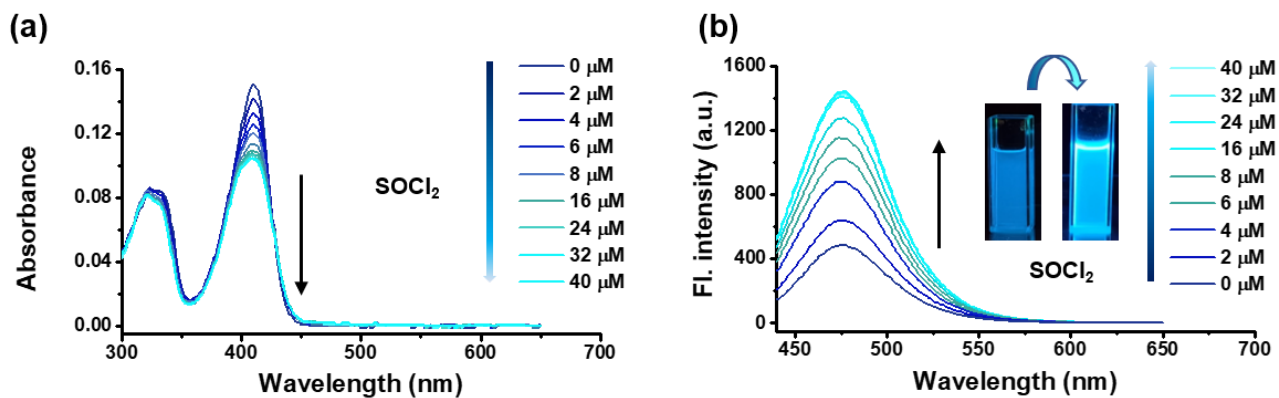 (a)
Absorbance
0.16
0.12
0.08
0.04
0.00
300
400
500
600
700
Wavelength (nm)
SOCl₂
0 μM
2 μM
4 μM
6 μM
8 μM
16 μM
24 μM
32 μM
40 μM
(b)
Fl. intensity (a.u.)
1600
1200
800
400
0
450
500
550
600
650
700
Wavelength (nm)
SOCl₂
40 μM
32 μM
24 μM
16 μM
8 μM
6 μM
4 μM
2 μM
0 μM